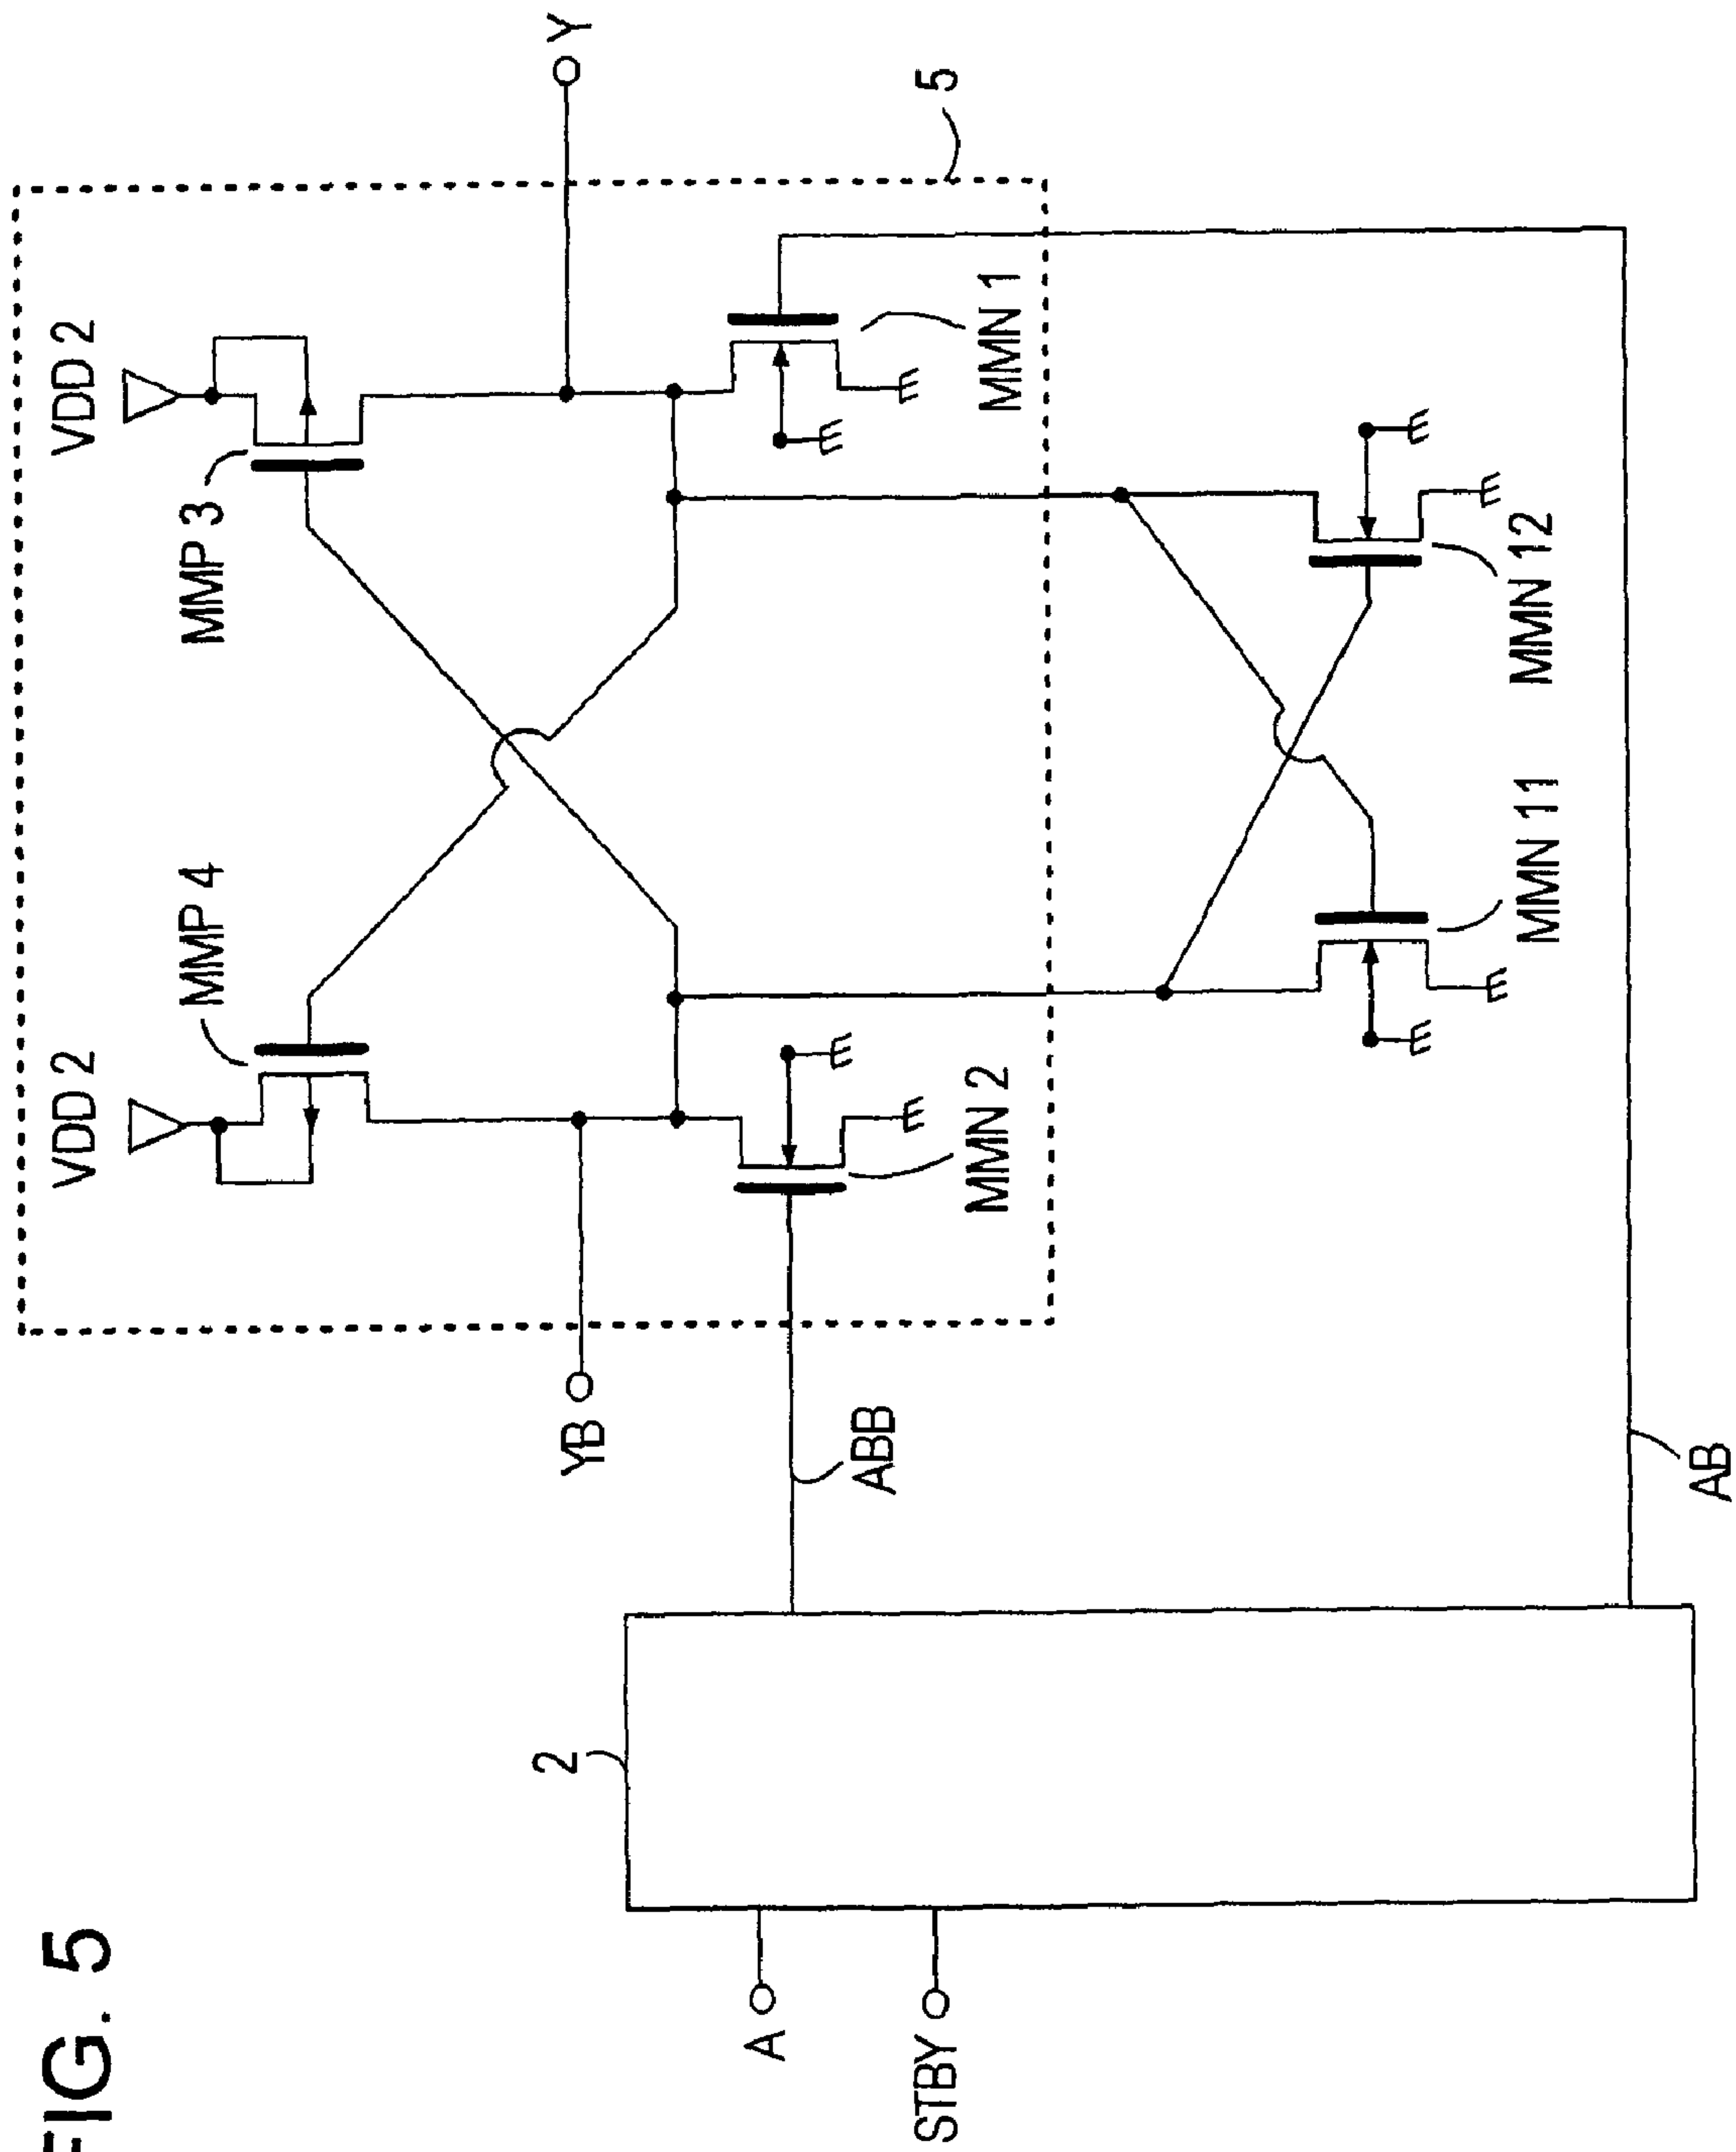 FIG. 5
VDD 2
VDD 2
MMP 4
MMP 3
YB
Y
ABB
MMN 2
MMN 1
5
2
A
STBY
MMN 11
MMN 12
AB